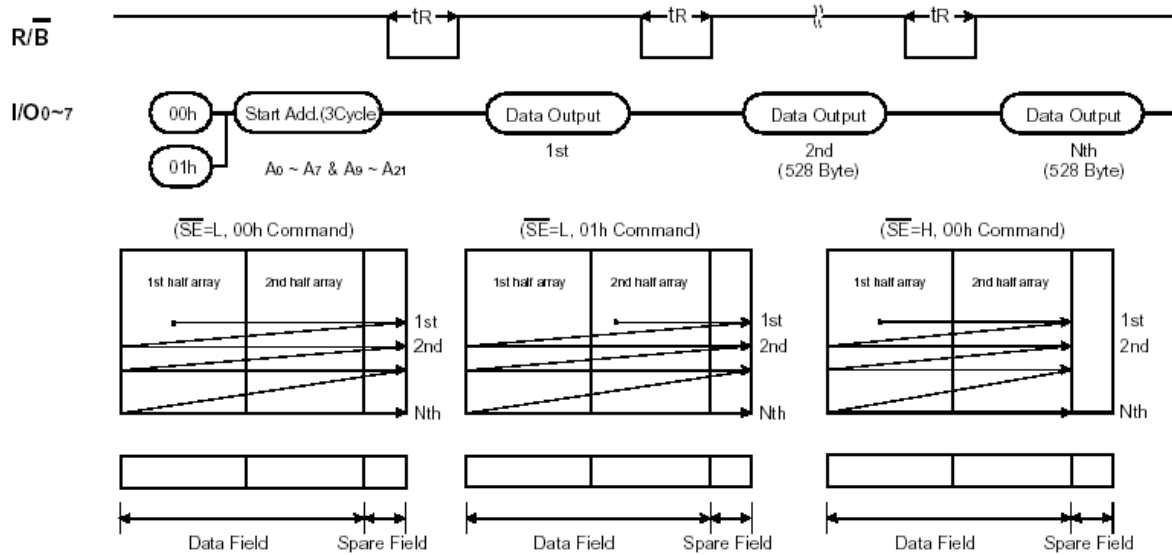 R/B̅
tR
tR
tR
I/O0~7
00h
Start Add.(3Cycle)
Data Output
Data Output
Data Output
01h
A0 ~ A7 & A9 ~ A21
1st
2nd
(528 Byte)
Nth
(528 Byte)
(S̅E̅=L, 00h Command)
(S̅E̅=L, 01h Command)
(S̅E̅=H, 00h Command)
1st half array
2nd half array
1st half array
2nd half array
1st half array
2nd half array
1st
2nd
Nth
1st
2nd
Nth
1st
2nd
Nth
Data Field
Spare Field
Data Field
Spare Field
Data Field
Spare Field